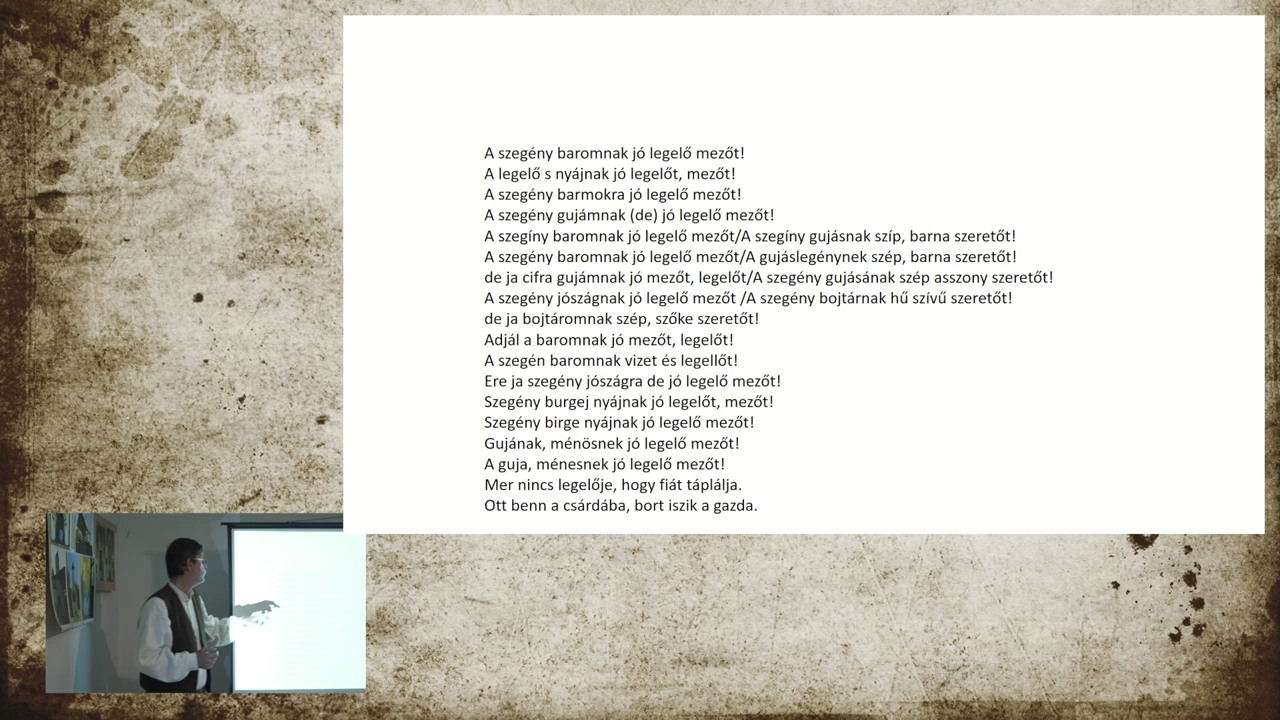 A szegény baromnak jó legelő mezőt!
A legelő s nyájnak jó legelőt, mezőt!
A szegény barmokra jó legelő mezőt!
A szegény gujámnak (de) jó legelő mezőt!
A szegíny baromnak jó legelő mezőt/A szegíny gujásnak szíp, barna szeretőt!
A szegény baromnak jó legelő mezőt/A gujáslegénynek szép, barna szeretőt!
de ja cifra gujámnak jó mezőt, legelőt/A szegény gujásának szép asszony szeretőt!
A szegény jószágnak jó legelő mezőt /A szegény bojtárnak hű szívű szeretőt!
de ja bojtáromnak szép, szőke szeretőt!
Adjál a baromnak jó mezőt, legelőt!
A szegén baromnak vizet és legellőt!
Ere ja szegény jószágra de jó legelő mezőt!
Szegény burgej nyájnak jó legelőt, mezőt!
Szegény birge nyájnak jó legelő mezőt!
Gujának, ménösnek jó legelő mezőt!
A guja, ménesnek jó legelő mezőt!
Mer nincs legelője, hogy fiát táplálja.
Ott benn a csárdába, bort iszik a gazda.